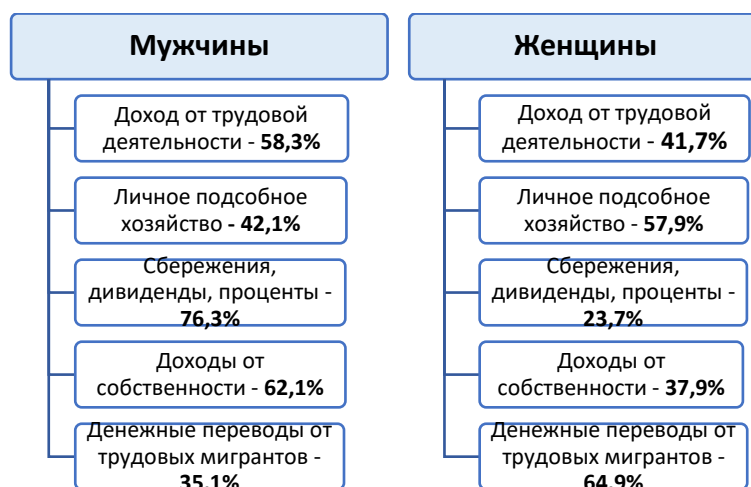 Мужчины
Доход от трудовой
деятельности - 58,3%
Личное подсобное
хозяйство - 42,1%
Сбережения,
дивиденды, проценты -
76,3%
Доходы от
собственности - 62,1%
Денежные переводы от
трудовых мигрантов -
35,1%
Женщины
Доход от трудовой
деятельности - 41,7%
Личное подсобное
хозяйство - 57,9%
Сбережения,
дивиденды, проценты -
23,7%
Доходы от
собственности - 37,9%
Денежные переводы от
трудовых мигрантов -
64,9%